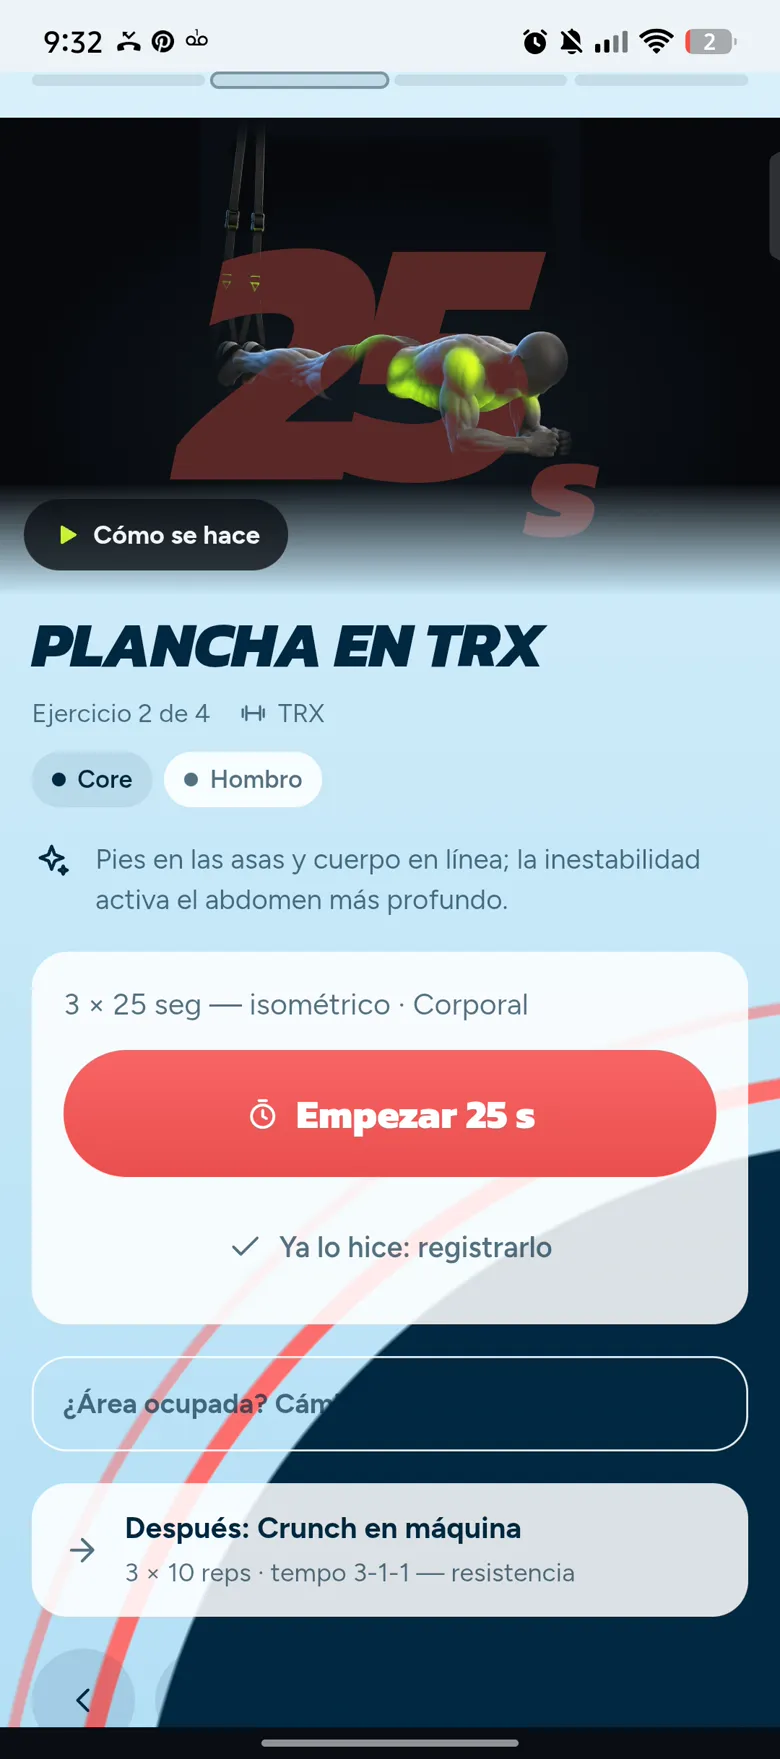 9:32
2
25
s
Cómo se hace
PLANCHA EN TRX
Ejercicio 2 de 4 TRX
Core Hombro
Pies en las asas y cuerpo en línea; la inestabilidad
activa el abdomen más profundo.
3 × 25 seg — isométrico · Corporal
Empezar 25 s
Ya lo hice: registrarlo
¿Área ocupada?
Después: Crunch en máquina
3 × 10 reps · tempo 3-1-1 — resistencia